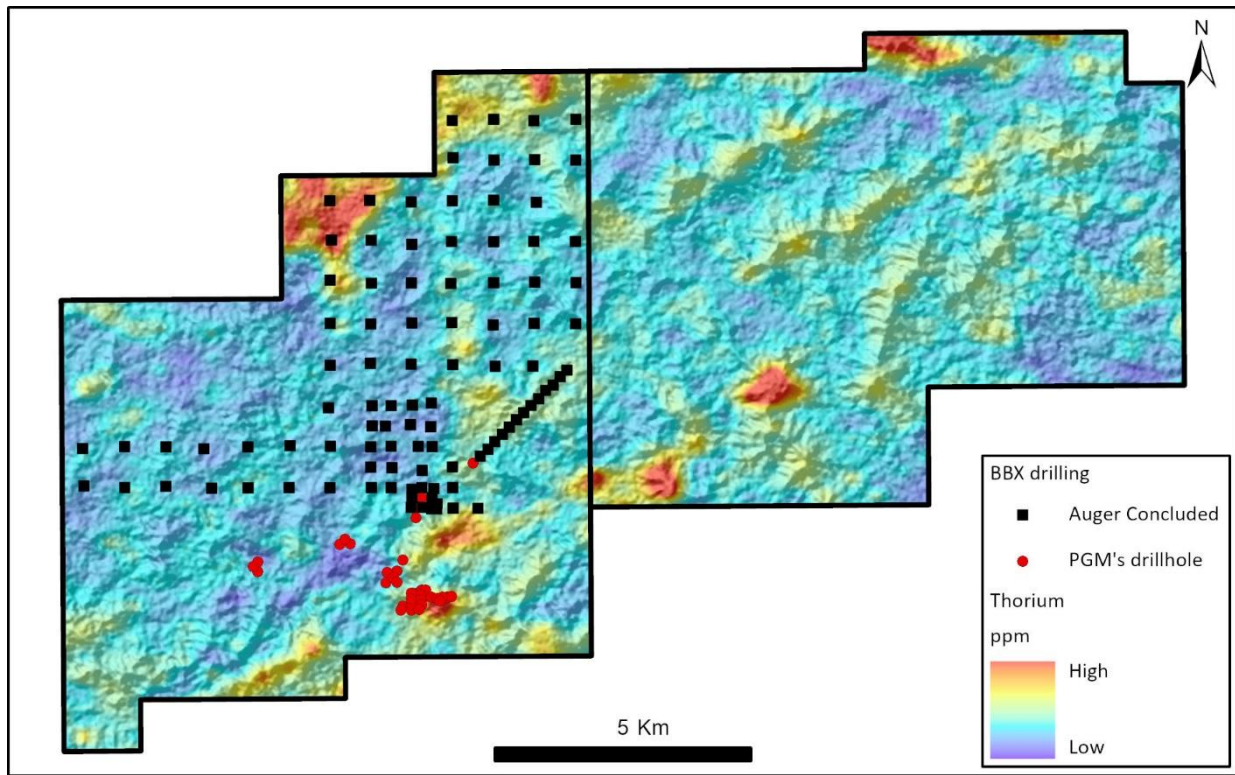 N
BBX drilling
Auger Concluded
PGM's drillhole
Thorium
ppm
High
Low
5 Km